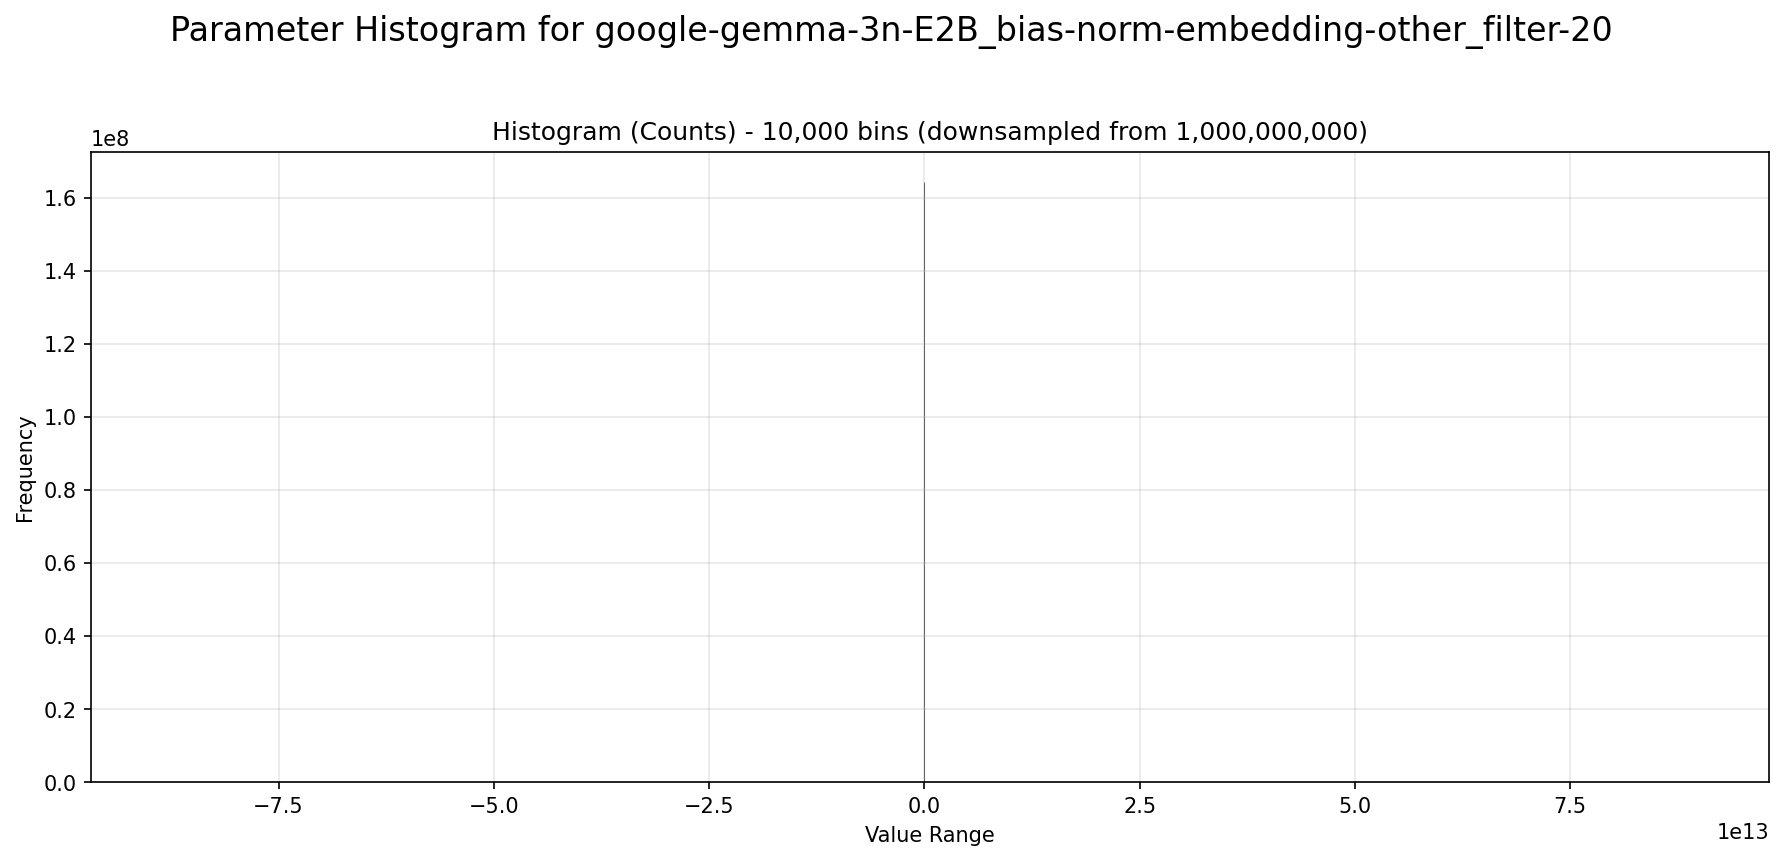 Parameter Histogram for google-gemma-3n-E2B_bias-norm-embedding-other_filter-20
Histogram (Counts) - 10,000 bins (downsampled from 1,000,000,000)
1e8
1.6
1.4
1.2
1.0
0.8
0.6
0.4
0.2
0.0
Frequency
−7.5 −5.0 −2.5 0.0 2.5 5.0 7.5
Value Range
1e13